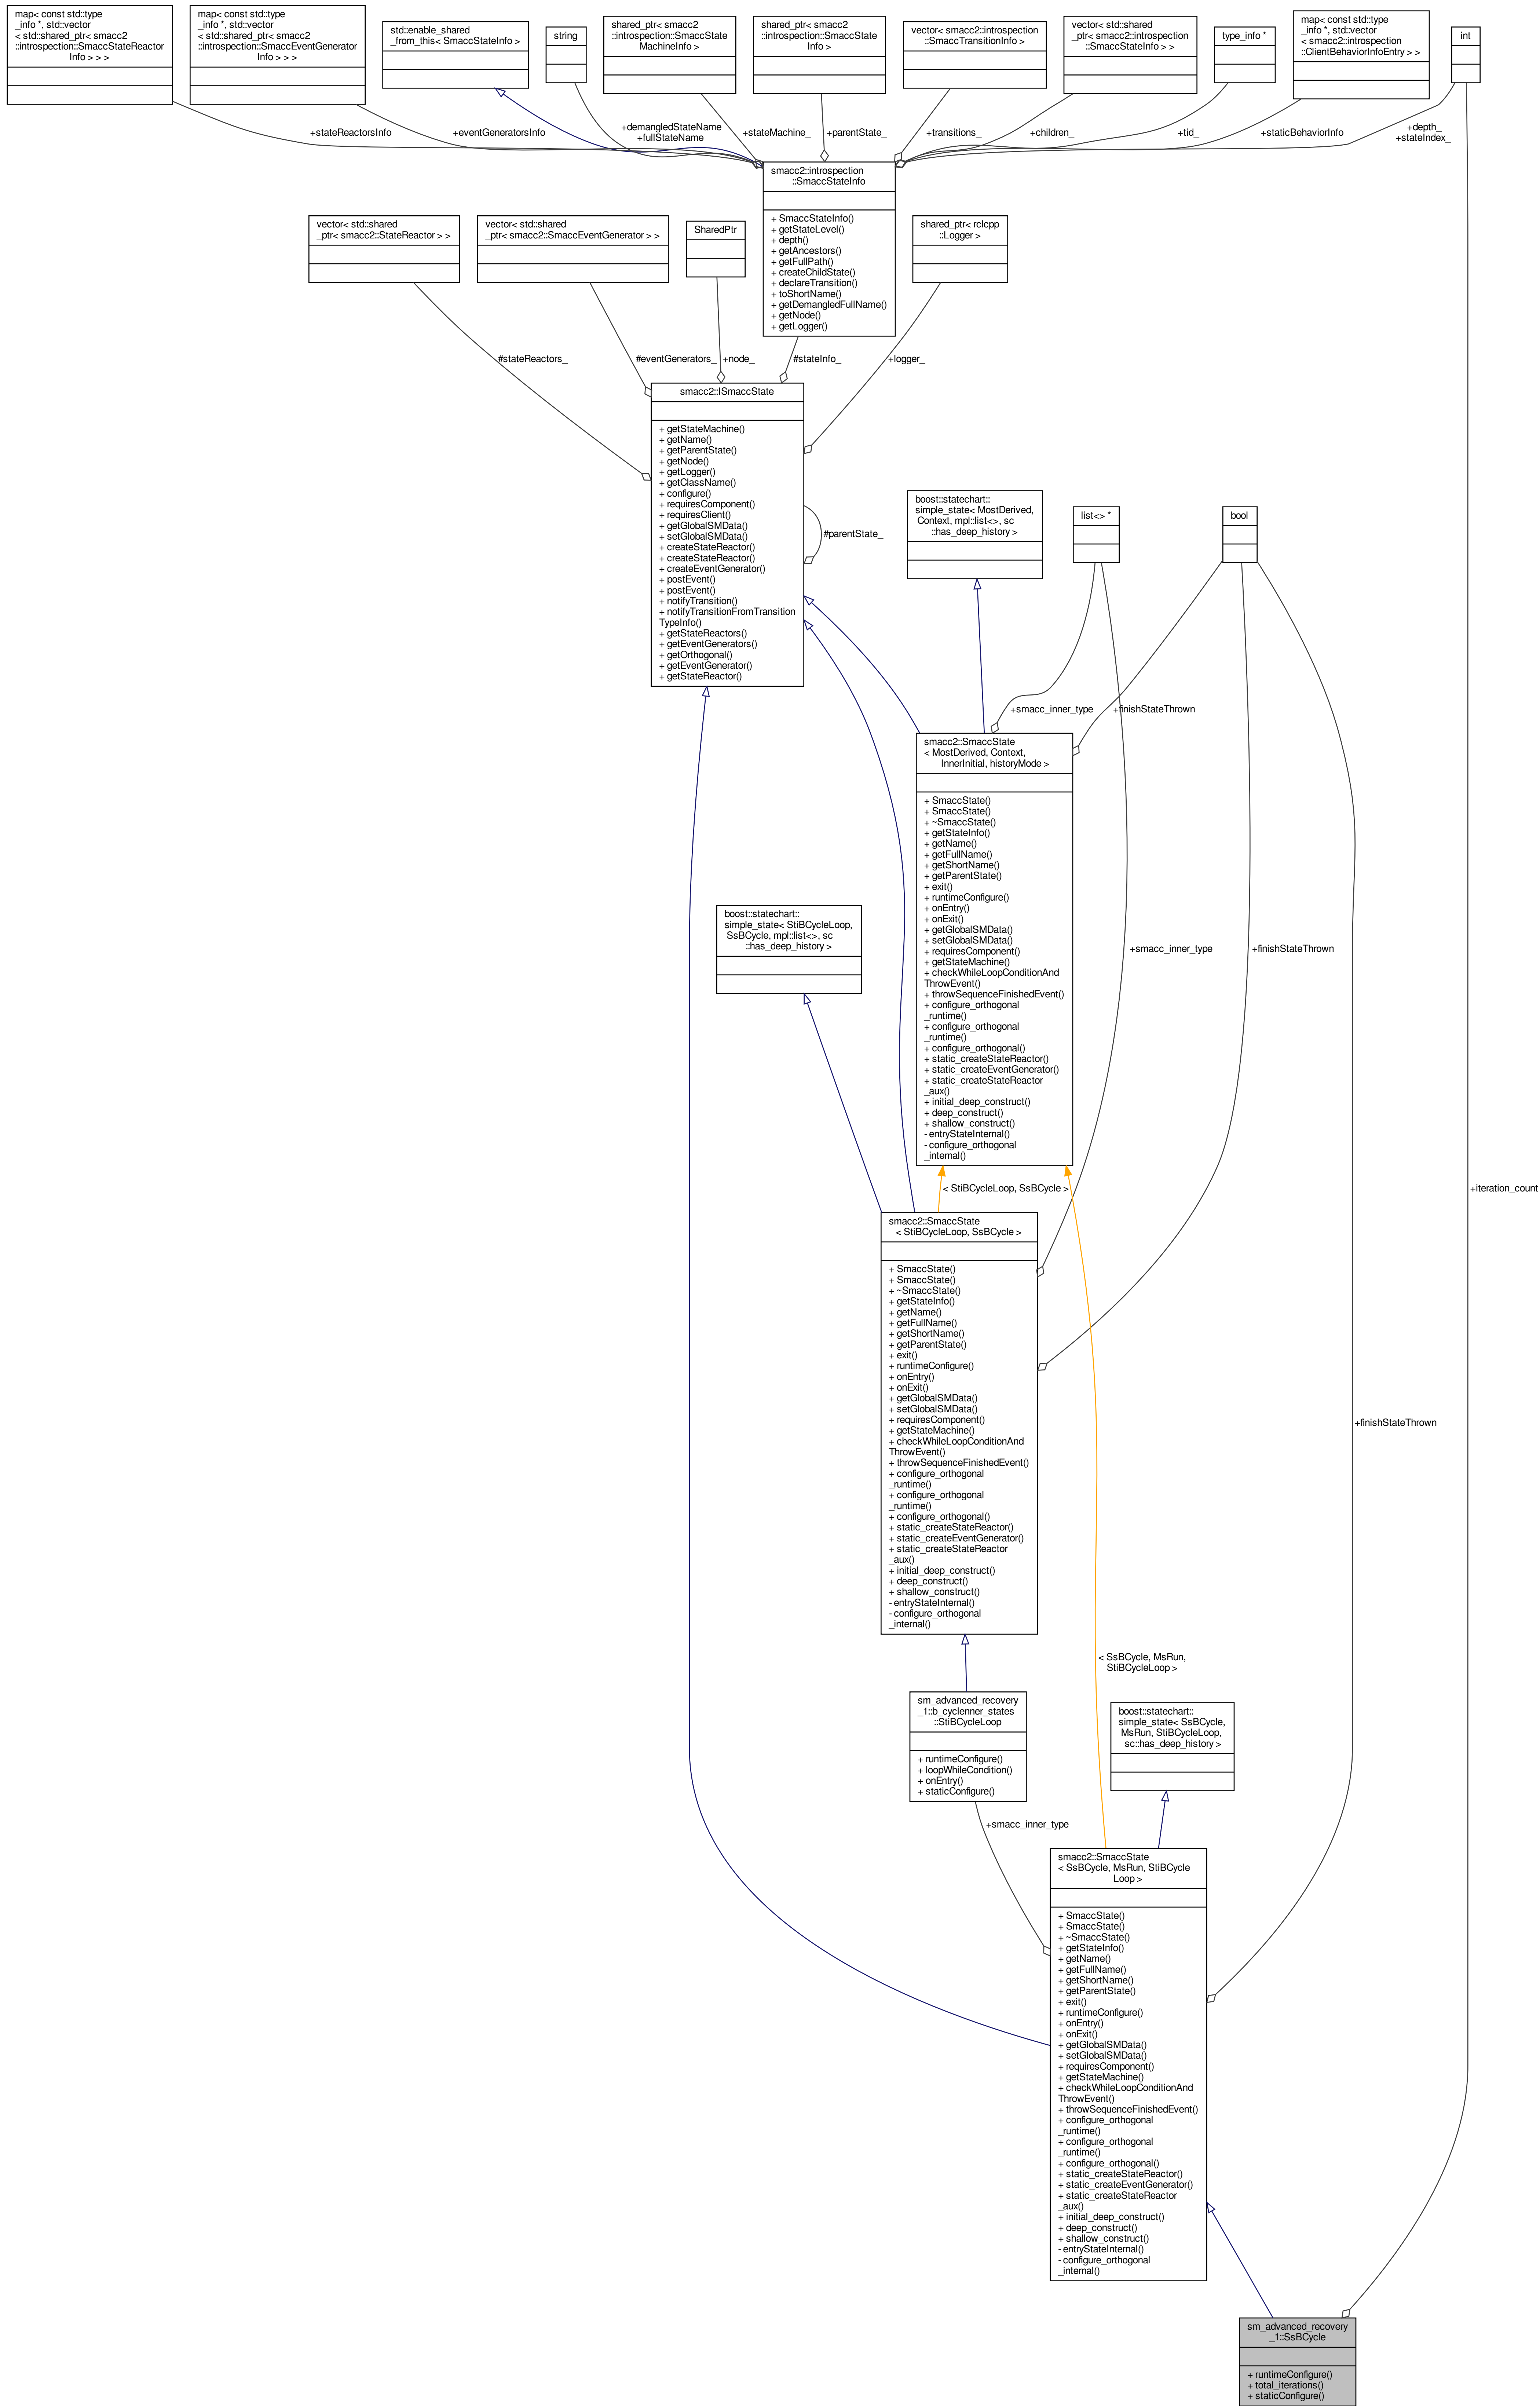 map< const std::type
_info *, std::vector
< std::shared_ptr< smacc2
::introspection::SmaccStateReactor
Info > > >
map< const std::type
_info *, std::vector
< std::shared_ptr< smacc2
::introspection::SmaccEventGenerator
Info > > >
std::enable_shared
_from_this< SmaccStateInfo >
string
shared_ptr< smacc2
::introspection::SmaccState
MachineInfo >
shared_ptr< smacc2
::introspection::SmaccState
Info >
vector< smacc2::introspection
::SmaccTransitionInfo >
vector< std::shared
_ptr< smacc2::introspection
::SmaccStateInfo > >
type_info *
map< const std::type
_info *, std::vector
< smacc2::introspection
::ClientBehaviorInfoEntry > >
int
+stateReactorsInfo
+eventGeneratorsInfo
+demangledStateName
+fullStateName
+stateMachine_
+parentState_
+transitions_
+children_
+tid_
+staticBehaviorInfo
+depth_
+stateIndex_
smacc2::introspection
::SmaccStateInfo
+ SmaccStateInfo()
+ getStateLevel()
+ depth()
+ getAncestors()
+ getFullPath()
+ createChildState()
+ declareTransition()
+ toShortName()
+ getDemangledFullName()
+ getNode()
+ getLogger()
vector< std::shared
_ptr< smacc2::StateReactor > >
vector< std::shared
_ptr< smacc2::SmaccEventGenerator > >
SharedPtr
shared_ptr< rclcpp
::Logger >
#stateReactors_
#eventGenerators_
+node_
#stateInfo_
+logger_
smacc2::ISmaccState
+ getStateMachine()
+ getName()
+ getParentState()
+ getNode()
+ getLogger()
+ getClassName()
+ configure()
+ requiresComponent()
+ requiresClient()
+ getGlobalSMData()
+ setGlobalSMData()
+ createStateReactor()
+ createStateReactor()
+ createEventGenerator()
+ postEvent()
+ postEvent()
+ notifyTransition()
+ notifyTransitionFromTransition
TypeInfo()
+ getStateReactors()
+ getEventGenerators()
+ getOrthogonal()
+ getEventGenerator()
+ getStateReactor()
#parentState_
boost::statechart::
simple_state< MostDerived,
Context, mpl::list<>, sc
::has_deep_history >
list<> *
bool
+smacc_inner_type
+finishStateThrown
smacc2::SmaccState
< MostDerived, Context,
InnerInitial, historyMode >
+ SmaccState()
+ SmaccState()
+ ~SmaccState()
+ getStateInfo()
+ getName()
+ getFullName()
+ getShortName()
+ getParentState()
+ exit()
+ runtimeConfigure()
+ onEntry()
+ onExit()
+ getGlobalSMData()
+ setGlobalSMData()
+ requiresComponent()
+ getStateMachine()
+ checkWhileLoopConditionAnd
ThrowEvent()
+ throwSequenceFinishedEvent()
+ configure_orthogonal
_runtime()
+ configure_orthogonal
_runtime()
+ configure_orthogonal()
+ static_createStateReactor()
+ static_createEventGenerator()
+ static_createStateReactor
_aux()
+ initial_deep_construct()
+ deep_construct()
+ shallow_construct()
- entryStateInternal()
- configure_orthogonal
_internal()
boost::statechart::
simple_state< StiBCycleLoop,
SsBCycle, mpl::list<>, sc
::has_deep_history >
+smacc_inner_type
+finishStateThrown
< StiBCycleLoop, SsBCycle >
+iteration_count
smacc2::SmaccState
< StiBCycleLoop, SsBCycle >
+ SmaccState()
+ SmaccState()
+ ~SmaccState()
+ getStateInfo()
+ getName()
+ getFullName()
+ getShortName()
+ getParentState()
+ exit()
+ runtimeConfigure()
+ onEntry()
+ onExit()
+ getGlobalSMData()
+ setGlobalSMData()
+ requiresComponent()
+ getStateMachine()
+ checkWhileLoopConditionAnd
ThrowEvent()
+ throwSequenceFinishedEvent()
+ configure_orthogonal
_runtime()
+ configure_orthogonal
_runtime()
+ configure_orthogonal()
+ static_createStateReactor()
+ static_createEventGenerator()
+ static_createStateReactor
_aux()
+ initial_deep_construct()
+ deep_construct()
+ shallow_construct()
- entryStateInternal()
- configure_orthogonal
_internal()
+finishStateThrown
< SsBCycle, MsRun,
StiBCycleLoop >
sm_advanced_recovery
_1::b_cyclenner_states
::StiBCycleLoop
+ runtimeConfigure()
+ loopWhileCondition()
+ onEntry()
+ staticConfigure()
boost::statechart::
simple_state< SsBCycle,
MsRun, StiBCycleLoop,
sc::has_deep_history >
+smacc_inner_type
smacc2::SmaccState
< SsBCycle, MsRun, StiBCycle
Loop >
+ SmaccState()
+ SmaccState()
+ ~SmaccState()
+ getStateInfo()
+ getName()
+ getFullName()
+ getShortName()
+ getParentState()
+ exit()
+ runtimeConfigure()
+ onEntry()
+ onExit()
+ getGlobalSMData()
+ setGlobalSMData()
+ requiresComponent()
+ getStateMachine()
+ checkWhileLoopConditionAnd
ThrowEvent()
+ throwSequenceFinishedEvent()
+ configure_orthogonal
_runtime()
+ configure_orthogonal
_runtime()
+ configure_orthogonal()
+ static_createStateReactor()
+ static_createEventGenerator()
+ static_createStateReactor
_aux()
+ initial_deep_construct()
+ deep_construct()
+ shallow_construct()
- entryStateInternal()
- configure_orthogonal
_internal()
sm_advanced_recovery
_1::SsBCycle
+ runtimeConfigure()
+ total_iterations()
+ staticConfigure()